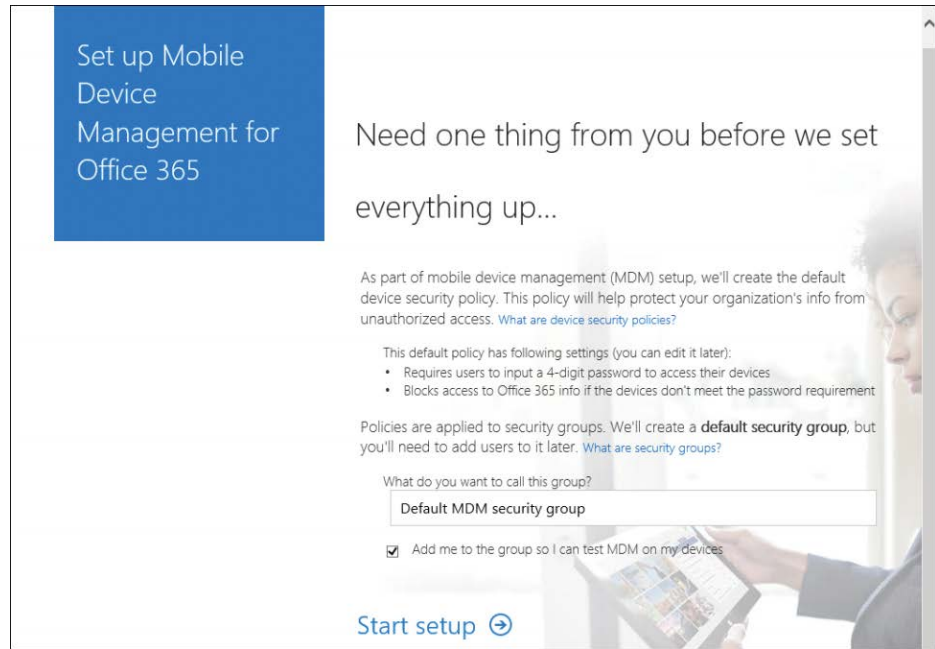 Set up Mobile
Device
Management for
Office 365
Need one thing from you before we set
everything up...
As part of mobile device management (MDM) setup, we'll create the default
device security policy. This policy will help protect your organization's info from
unauthorized access. What are device security policies?
This default policy has following settings (you can edit it later):
• Requires users to input a 4-digit password to access their devices
• Blocks access to Office 365 info if the devices don't meet the password requirement
Policies are applied to security groups. We'll create a default security group, but
you'll need to add users to it later. What are security groups?
What do you want to call this group?
Default MDM security group
Add me to the group so I can test MDM on my devices
Start setup